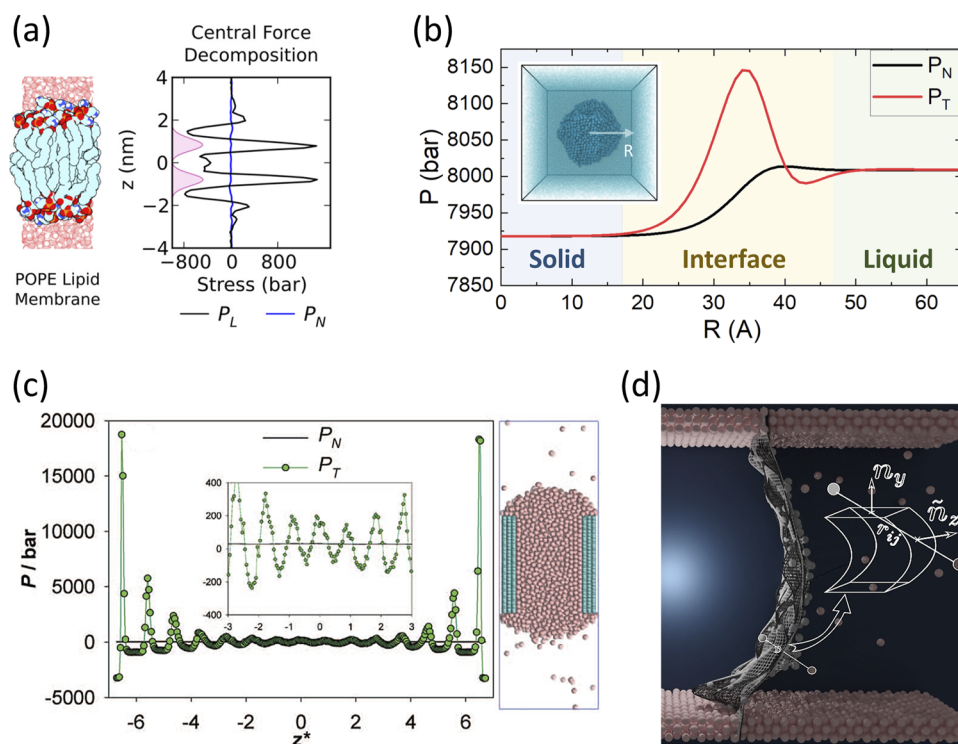 (a)
Central Force
Decomposition
z (nm)
4
2
0
−2
−4
−800
0
800
Stress (bar)
P_L
P_N
POPE Lipid
Membrane
(b)
P (bar)
8150
8100
8050
8000
7950
7900
7850
P_N
P_T
R
Solid
Interface
Liquid
0
10
20
30
40
50
60
R (A)
(c)
P / bar
20000
15000
10000
5000
0
-5000
P_N
P_T
400
200
0
-200
-400
-3
-2
-1
0
1
2
3
-6
-4
-2
0
2
4
6
z*
(d)
n_y
ñ_z
r_ij